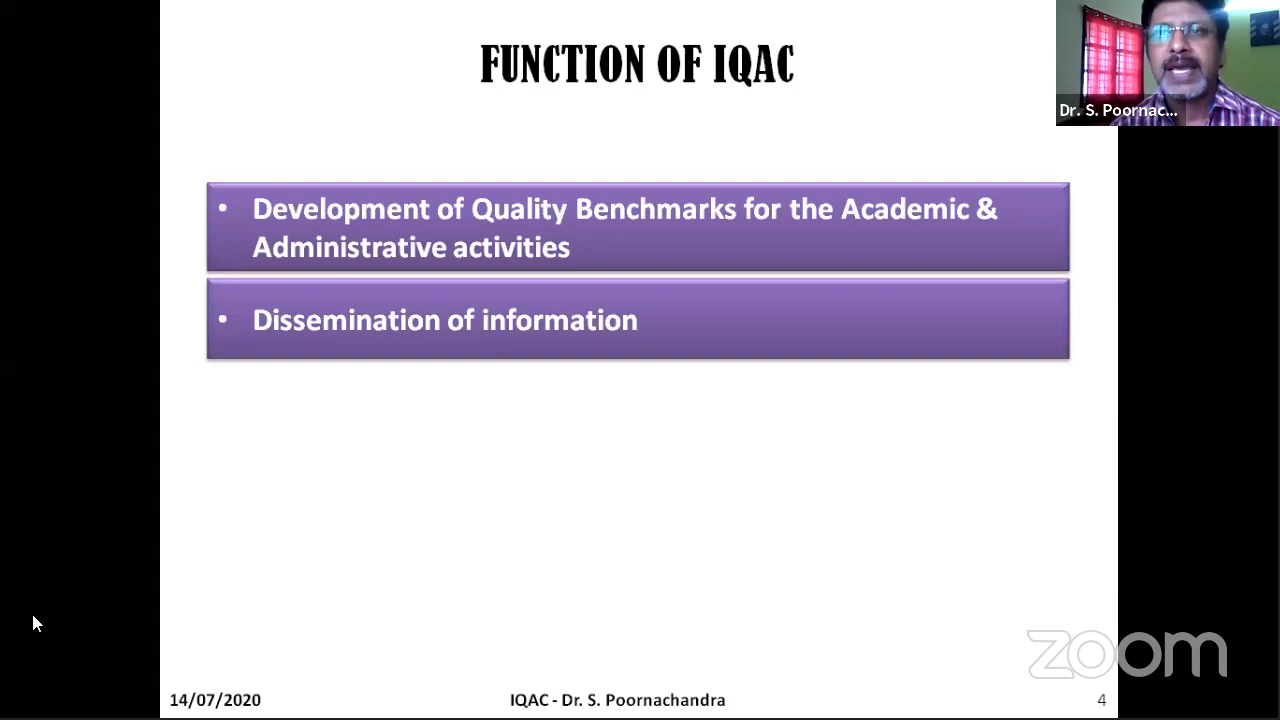 FUNCTION OF IQAC
Dr. S. Poornac...
• Development of Quality Benchmarks for the Academic &
Administrative activities
• Dissemination of information
zoom
14/07/2020 IQAC - Dr. S. Poornachandra 4